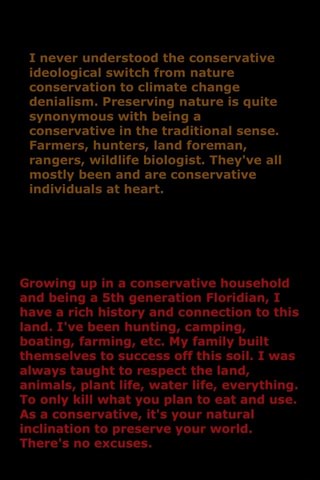 I never understood the conservative
ideological switch from nature
conservation to climate change
denialism. Preserving nature is quite
synonymous with being a
conservative in the traditional sense.
Farmers, hunters, land foreman,
rangers, wildlife biologist. They've all
mostly been and are conservative
individuals at heart.
Growing up in a conservative household
and being a 5th generation Floridian, I
have a rich history and connection to this
land. I've been hunting, camping,
boating, farming, etc. My family built
themselves to success off this soil. I was
always taught to respect the land,
animals, plant life, water life, everything.
To only kill what you plan to eat and use.
As a conservative, it's your natural
inclination to preserve your world.
There's no excuses.